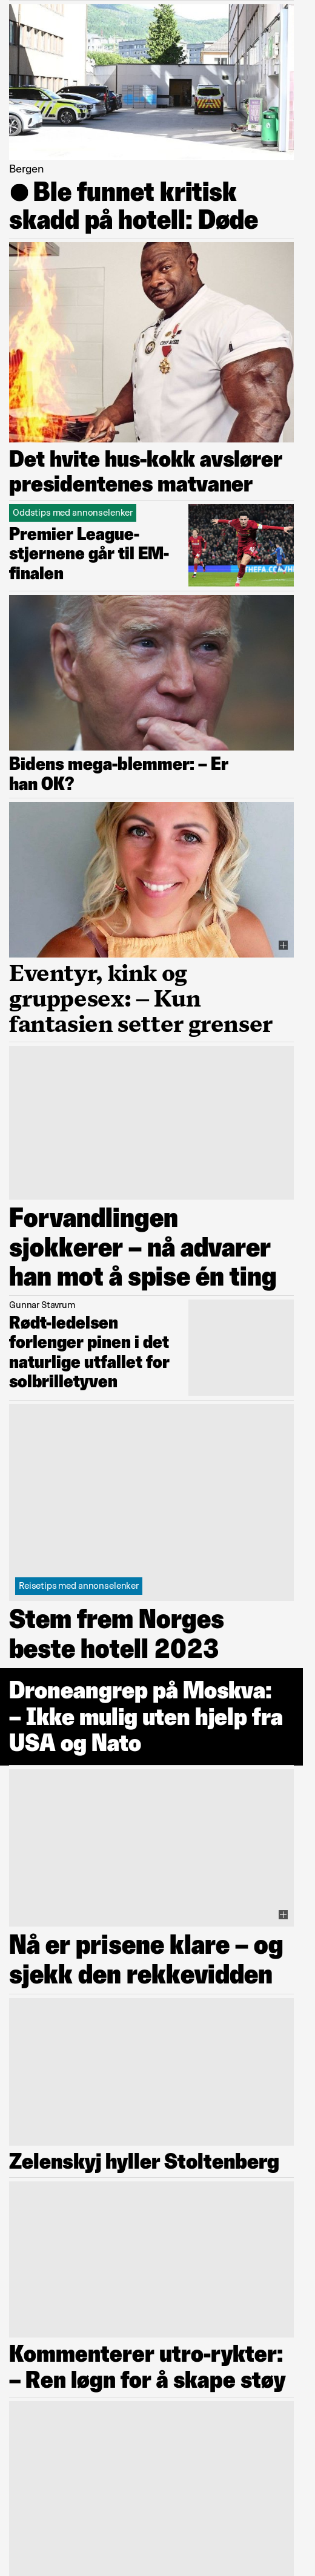 Bergen
● Ble funnet kritisk
skadd på hotell: Døde
Det hvite hus-kokk avslører
presidentenes matvaner
Oddstips med annonselenker
Premier League-
stjernene går til EM-
finalen
Bidens mega-blemmer: – Er
han OK?
Eventyr, kink og
gruppesex: – Kun
fantasien setter grenser
Forvandlingen
sjokkerer – nå advarer
han mot å spise én ting
Gunnar Stavrum
Rødt-ledelsen
forlenger pinen i det
naturlige utfallet for
solbrilletyven
Reisetips med annonselenker
Stem frem Norges
beste hotell 2023
Droneangrep på Moskva:
– Ikke mulig uten hjelp fra
USA og Nato
Nå er prisene klare – og
sjekk den rekkevidden
Zelenskyj hyller Stoltenberg
Kommenterer utro-rykter:
– Ren løgn for å skape støy